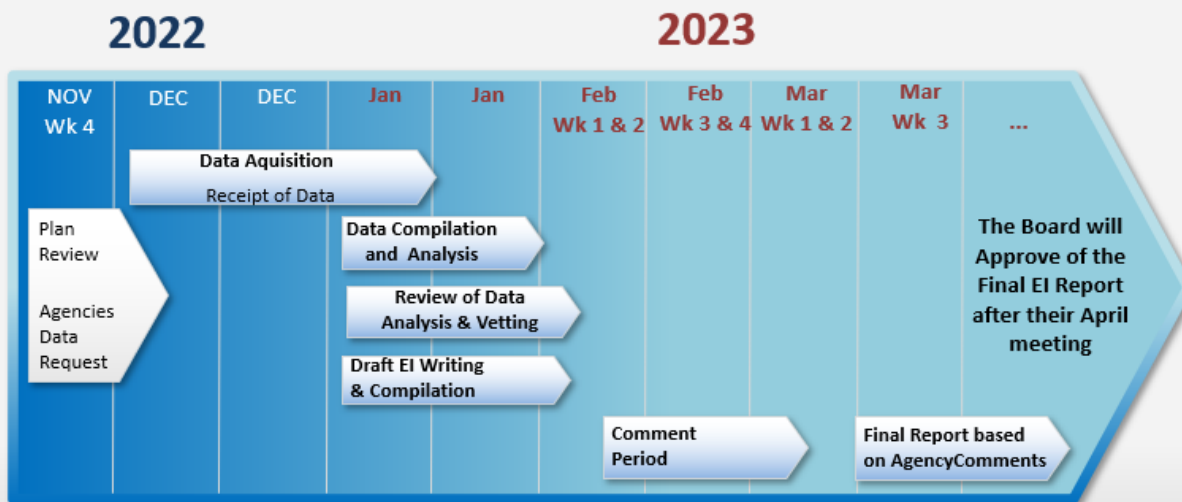 2022
2023
NOV
Wk 4
DEC
DEC
Jan
Jan
Feb
Wk 1 & 2
Feb
Wk 3 & 4
Mar
Wk 1 & 2
Mar
Wk 3
...
Data Aquisition
Receipt of Data
Plan
Review
Agencies
Data
Request
Data Compilation
and Analysis
Review of Data
Analysis & Vetting
Draft EI Writing
& Compilation
Comment
Period
Final Report based
on AgencyComments
The Board will
Approve of the
Final EI Report
after their April
meeting